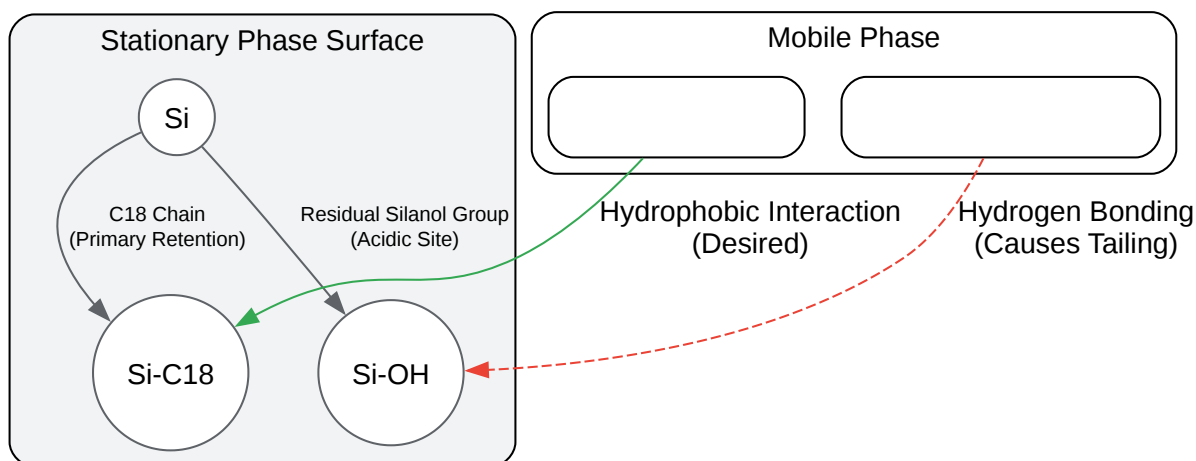 Stationary Phase Surface
Mobile Phase
Si
C18 Chain
(Primary Retention)
Residual Silanol Group
(Acidic Site)
Hydrophobic Interaction
(Desired)
Hydrogen Bonding
(Causes Tailing)
Si-C18
Si-OH